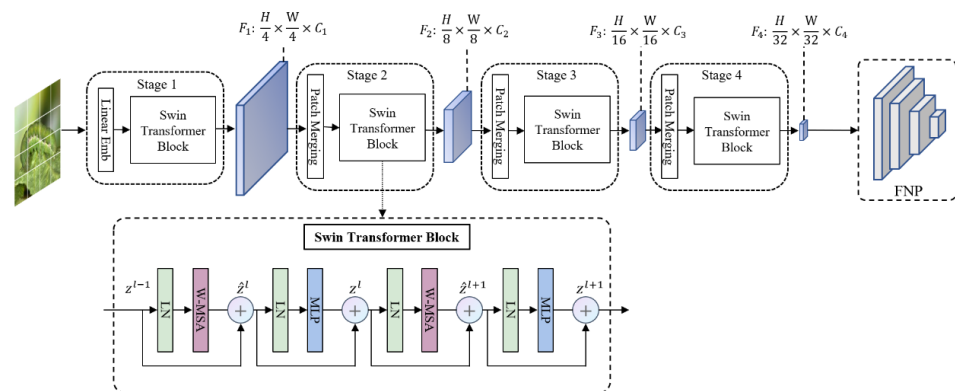 F₁: H/4 × W/4 × C₁
F₂: H/8 × W/8 × C₂
F₃: H/16 × W/16 × C₃
F₄: H/32 × W/32 × C₄
Stage 1
Linear Emb
Swin
Transformer
Block
Stage 2
Patch Merging
Swin
Transformer
Block
Stage 3
Patch Merging
Swin
Transformer
Block
Stage 4
Patch Merging
Swin
Transformer
Block
FNP
Swin Transformer Block
z^{l-1}
LN
W-MSA
ẑ^l
+
LN
MLP
z^l
+
LN
W-MSA
ẑ^{l+1}
+
LN
MLP
z^{l+1}
+